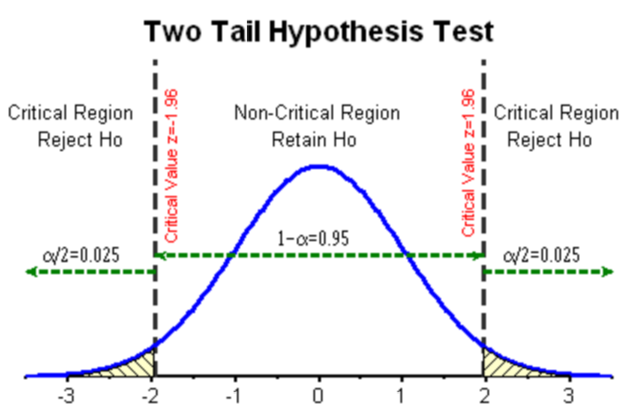 Two Tail Hypothesis Test
Critical Region
Reject Ho
Critical Value z=-1.96
Non-Critical Region
Retain Ho
Critical Value z=1.96
Critical Region
Reject Ho
α/2=0.025
1-α=0.95
α/2=0.025
-3 -2 -1 0 1 2 3